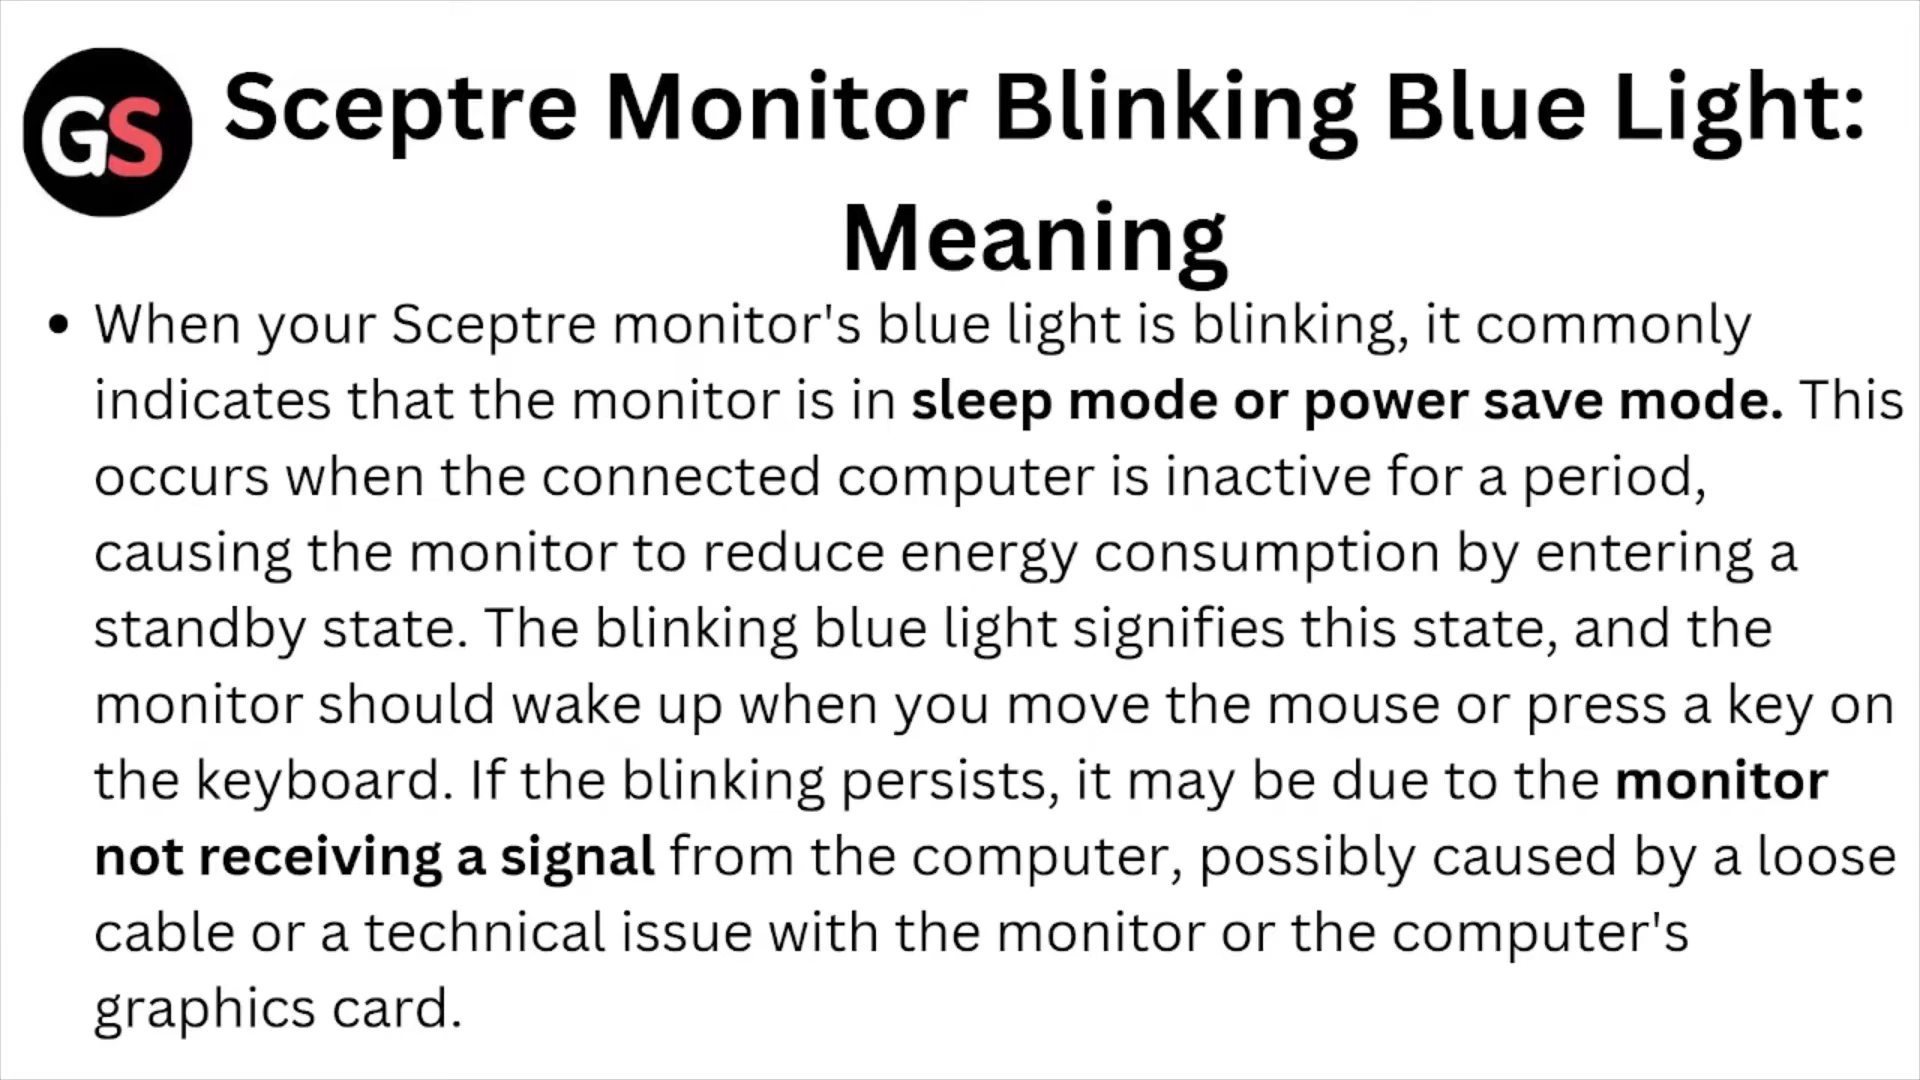 GS
Sceptre Monitor Blinking Blue Light:
Meaning
• When your Sceptre monitor's blue light is blinking, it commonly
indicates that the monitor is in sleep mode or power save mode. This
occurs when the connected computer is inactive for a period,
causing the monitor to reduce energy consumption by entering a
standby state. The blinking blue light signifies this state, and the
monitor should wake up when you move the mouse or press a key on
the keyboard. If the blinking persists, it may be due to the monitor
not receiving a signal from the computer, possibly caused by a loose
cable or a technical issue with the monitor or the computer's
graphics card.